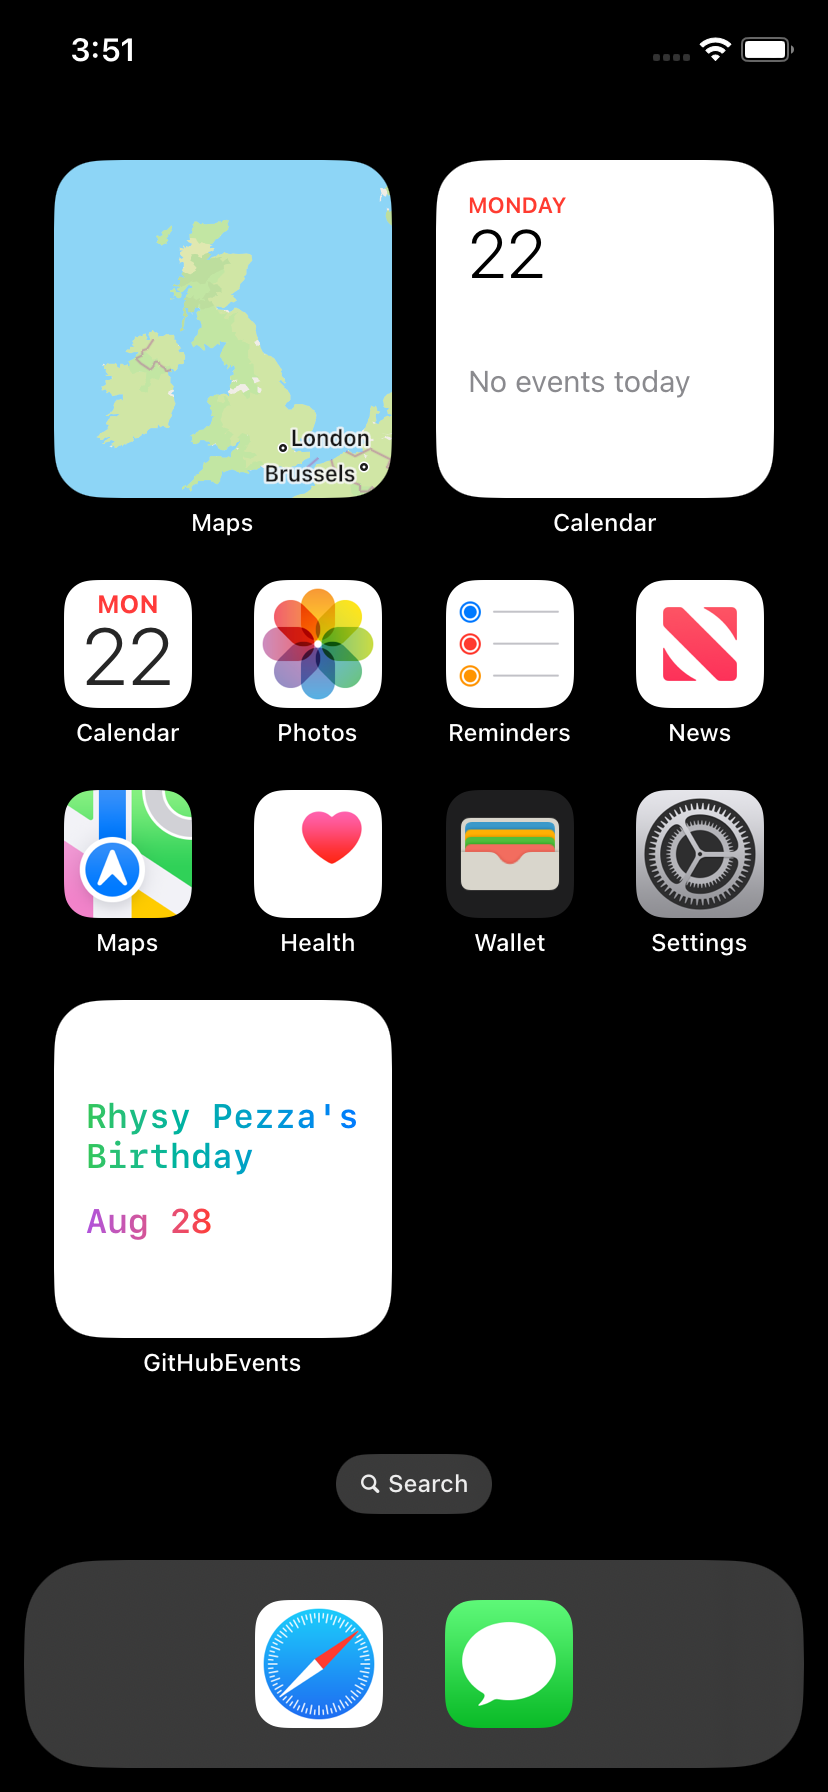 3:51
London
Brussels
Maps
MONDAY
22
No events today
Calendar
MON
22
Calendar
Photos
Reminders
News
Maps
Health
Wallet
Settings
Rhysy Pezza's
Birthday
Aug 28
GitHubEvents
Search